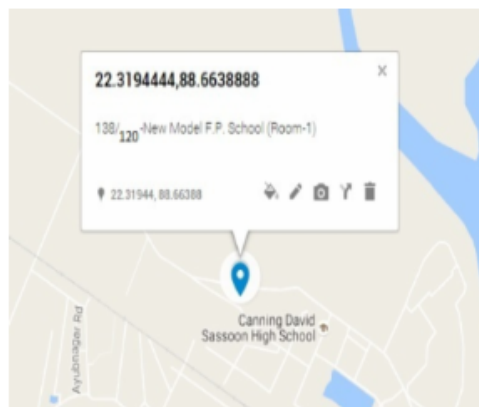 22.3194444,88.6638888
138/120-New Model F.P. School (Room-1)
22.31944, 88.66388
Canning David
Sassoon High School
Ayubnagar Rd